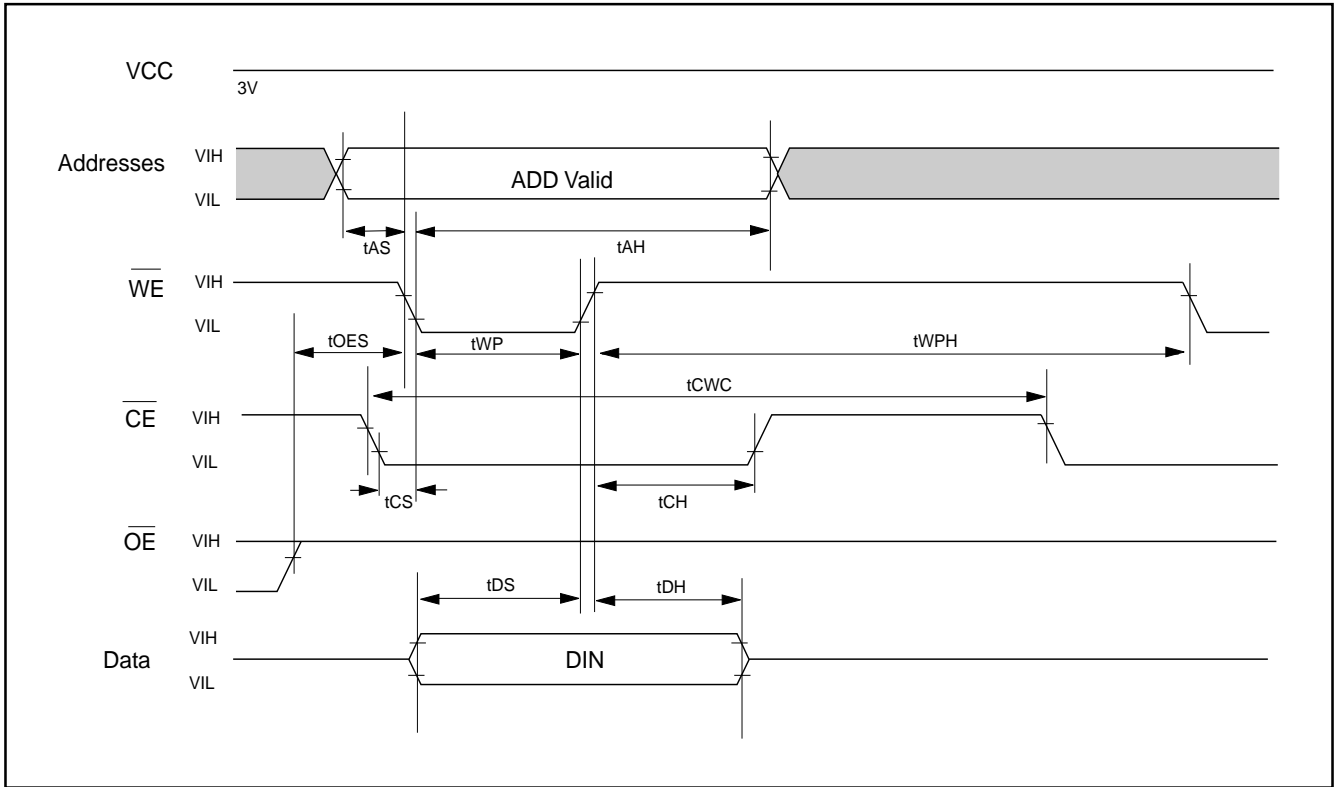 VCC
3V
Addresses
VIH
ADD Valid
VIL
tAS
tAH
WE
VIH
VIL
tOES
tWP
tWPH
tCWC
CE
VIH
VIL
tCS
tCH
OE
VIH
VIL
tDS
tDH
VIH
Data
DIN
VIL